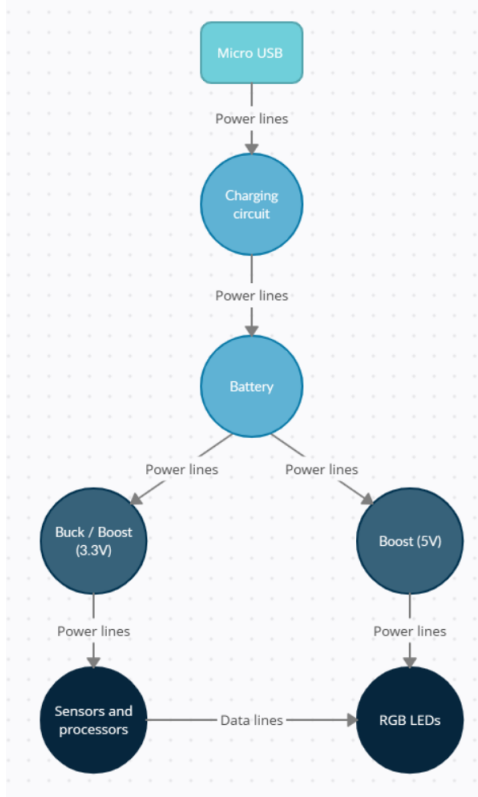 Micro USB
Power lines
Charging
circuit
Power lines
Battery
Power lines
Power lines
Buck / Boost
(3.3V)
Boost (5V)
Power lines
Power lines
Sensors and
processors
Data lines
RGB LEDs